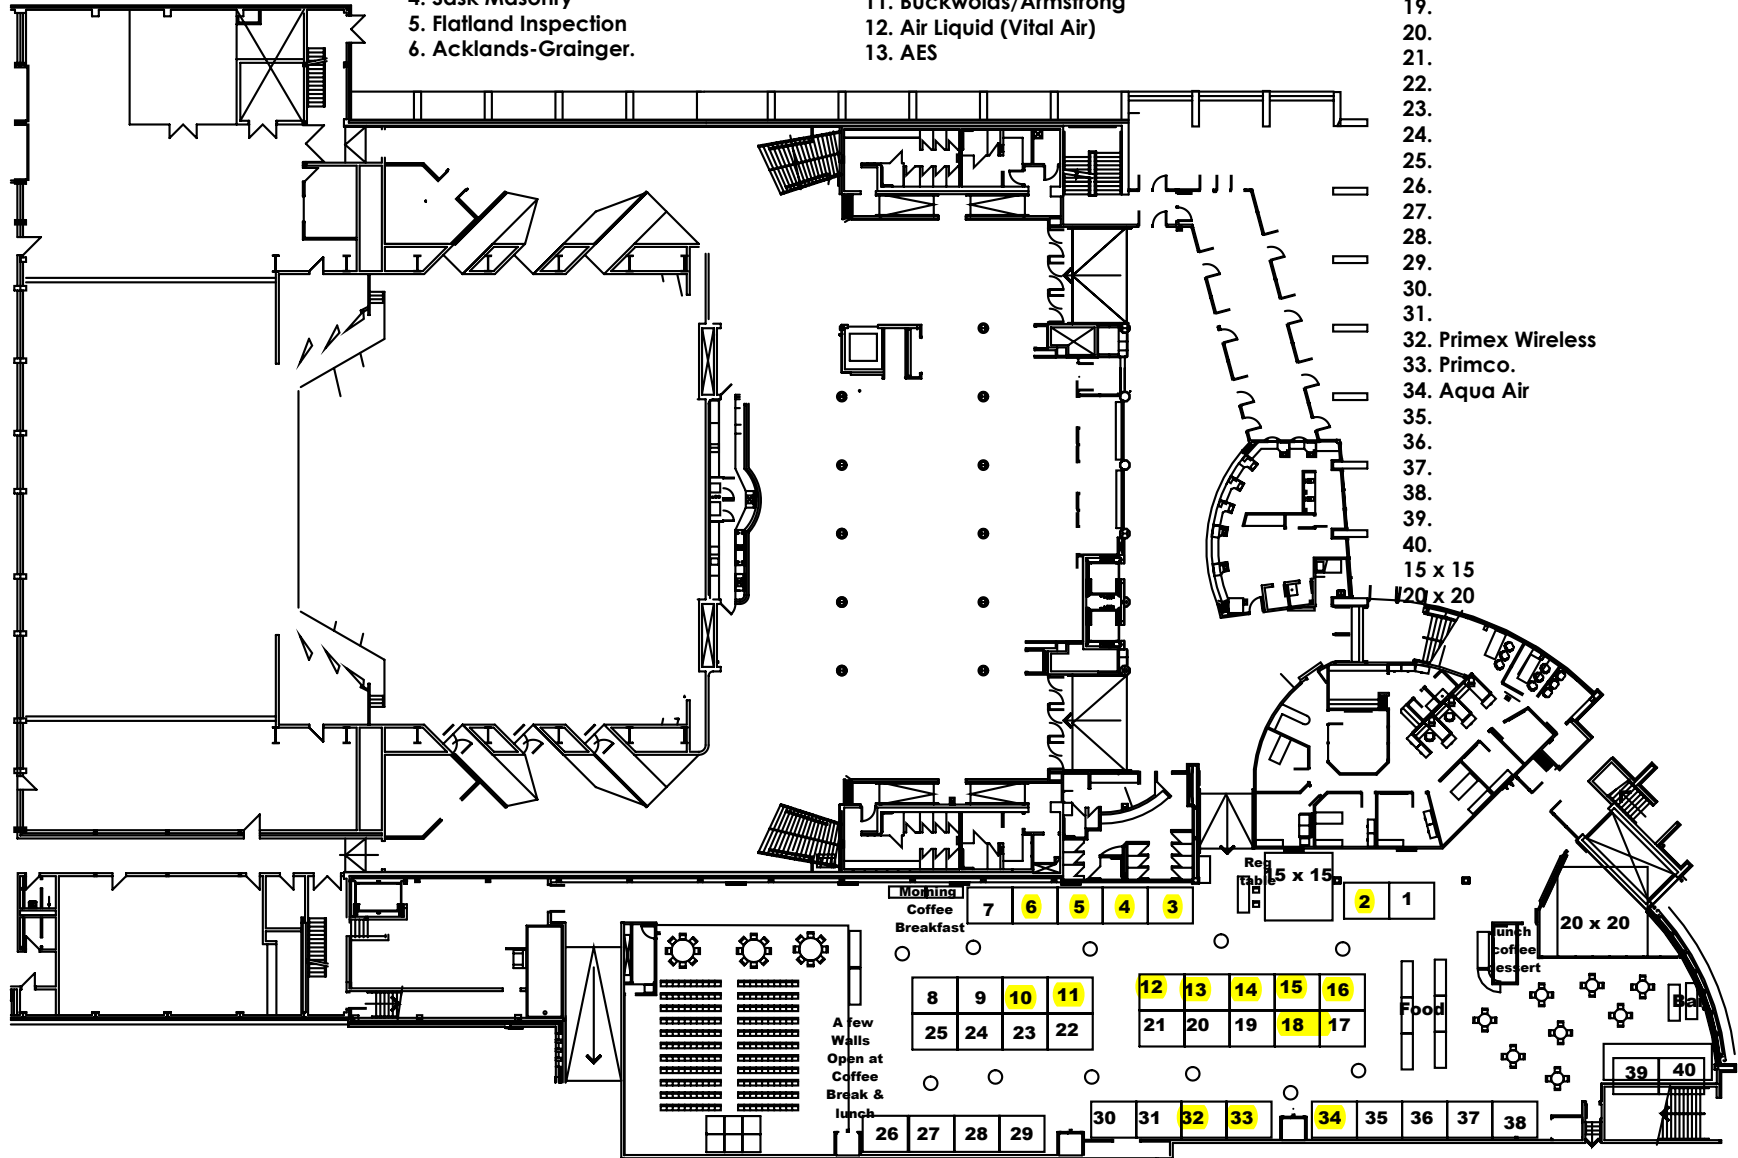 4. Sask Masonry
5. Flatland Inspection
6. Acklands-Grainger.
11. Buckwolds/Armstrong
12. Air Liquid (Vital Air)
13. AES
19.
20.
21.
22.
23.
24.
25.
26.
27.
28.
29.
30.
31.
32. Primex Wireless
33. Primco.
34. Aqua Air
35.
36.
37.
38.
39.
40.
15 x 15
20 x 20
Reg
table
15 x 15
2 1
Morning
Coffee
Breakfast
7 6 5 4 3
20 x 20
unch
coffee
essert
8 9 10 11 12 13 14 15 16
25 24 23 22 21 20 19 18 17
Food
Bar
A few
Walls
Open at
Coffee
Break &
lunch
39 40
26 27 28 29 30 31 32 33 34 35 36 37 38